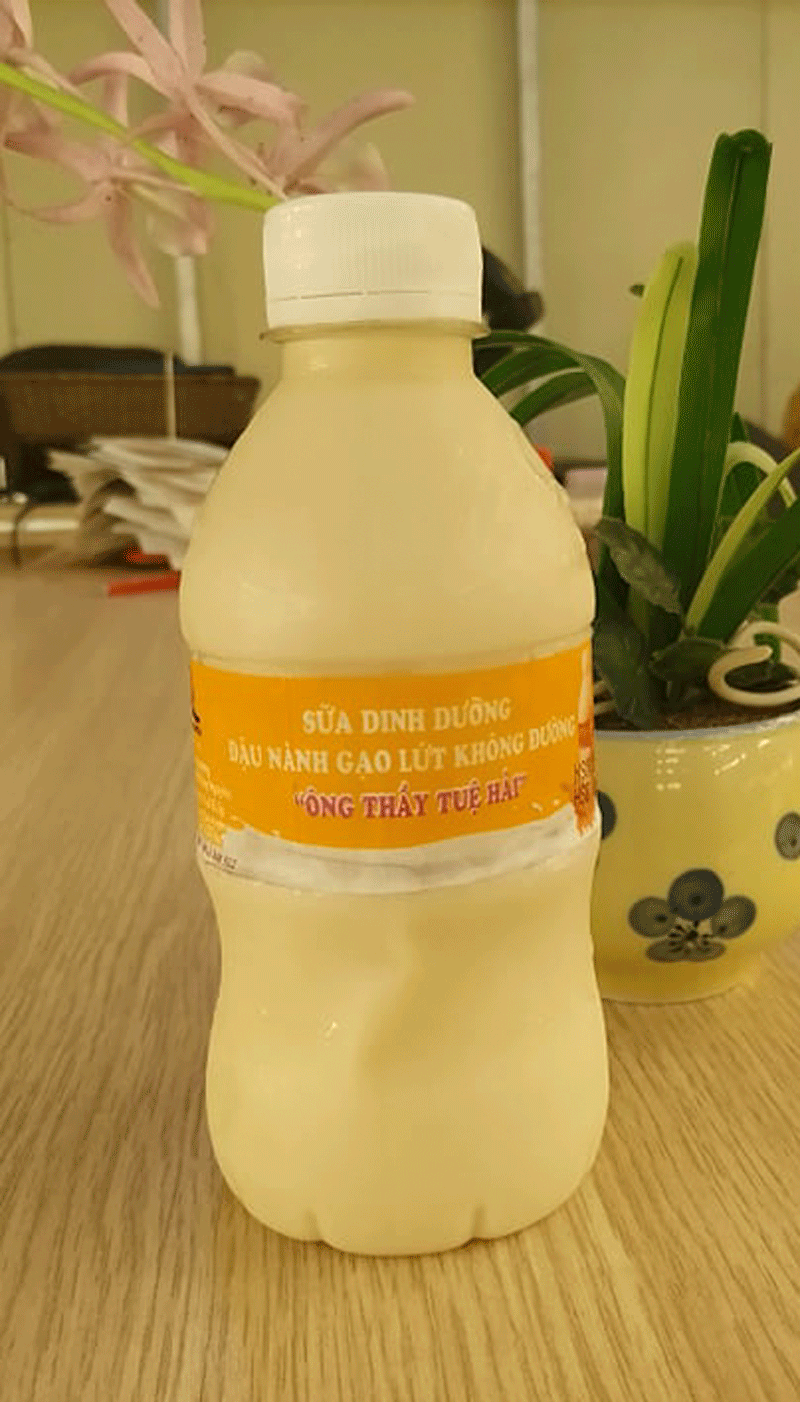 SỮA DINH DƯỠNG
ĐẬU NÀNH GẠO LỨT KHÔNG ĐƯỜNG
“ÔNG THẦY TUỆ HẢI”